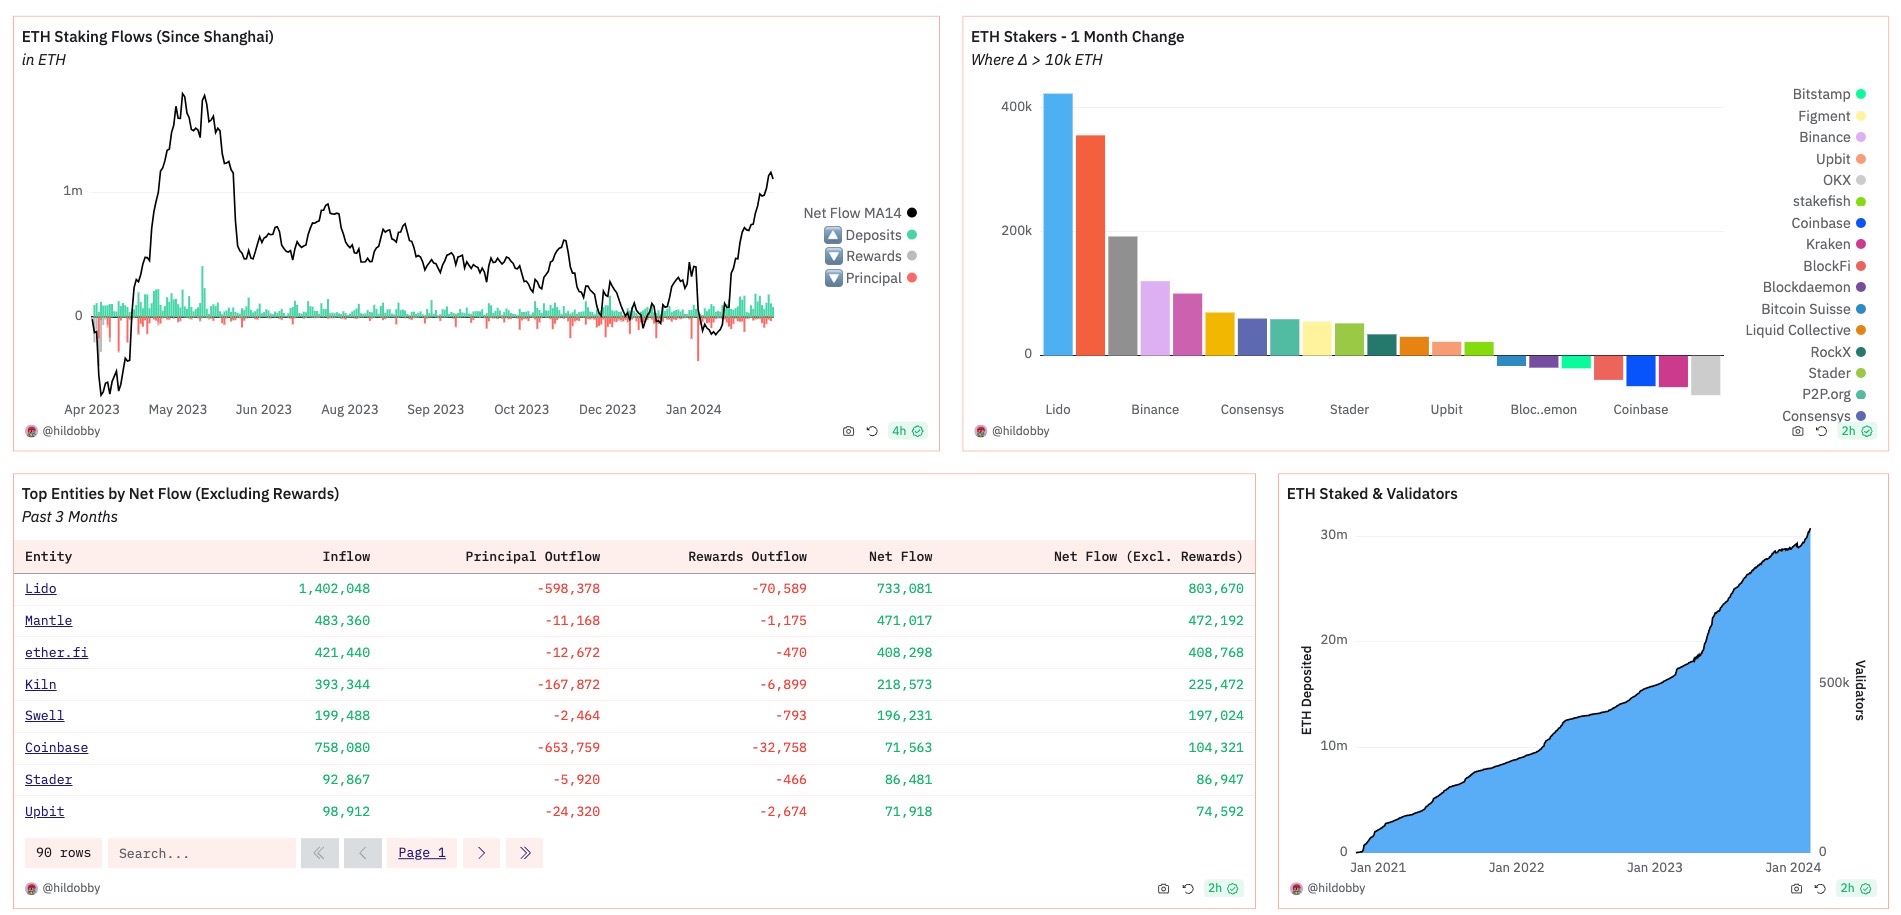 ETH Staking Flows (Since Shanghai)
in ETH
1m
0
Apr 2023 May 2023 Jun 2023 Aug 2023 Sep 2023 Oct 2023 Dec 2023 Jan 2024
Net Flow MA14
🔼 Deposits
🔽 Rewards
🔽 Principal
@hildobby
4h
ETH Stakers - 1 Month Change
Where Δ > 10k ETH
400k
200k
0
Lido Binance Consensys Stader Upbit Bloc..emon Coinbase
Bitstamp
Figment
Binance
Upbit
OKX
stakefish
Coinbase
Kraken
BlockFi
Blockdaemon
Bitcoin Suisse
Liquid Collective
RockX
Stader
P2P.org
Consensys
@hildobby
2h
Top Entities by Net Flow (Excluding Rewards)
Past 3 Months
Entity Inflow Principal Outflow Rewards Outflow Net Flow Net Flow (Excl. Rewards)
Lido 1,402,048 -598,378 -70,589 733,081 803,670
Mantle 483,360 -11,168 -1,175 471,017 472,192
ether.fi 421,440 -12,672 -470 408,298 408,768
Kiln 393,344 -167,872 -6,899 218,573 225,472
Swell 199,488 -2,464 -793 196,231 197,024
Coinbase 758,080 -653,759 -32,758 71,563 104,321
Stader 92,867 -5,920 -466 86,481 86,947
Upbit 98,912 -24,320 -2,674 71,918 74,592
90 rows Search... « ‹ Page 1 › »
@hildobby
2h
ETH Staked & Validators
ETH Deposited
30m
20m
10m
0
Jan 2021 Jan 2022 Jan 2023 Jan 2024
500k
0
Validators
@hildobby
2h